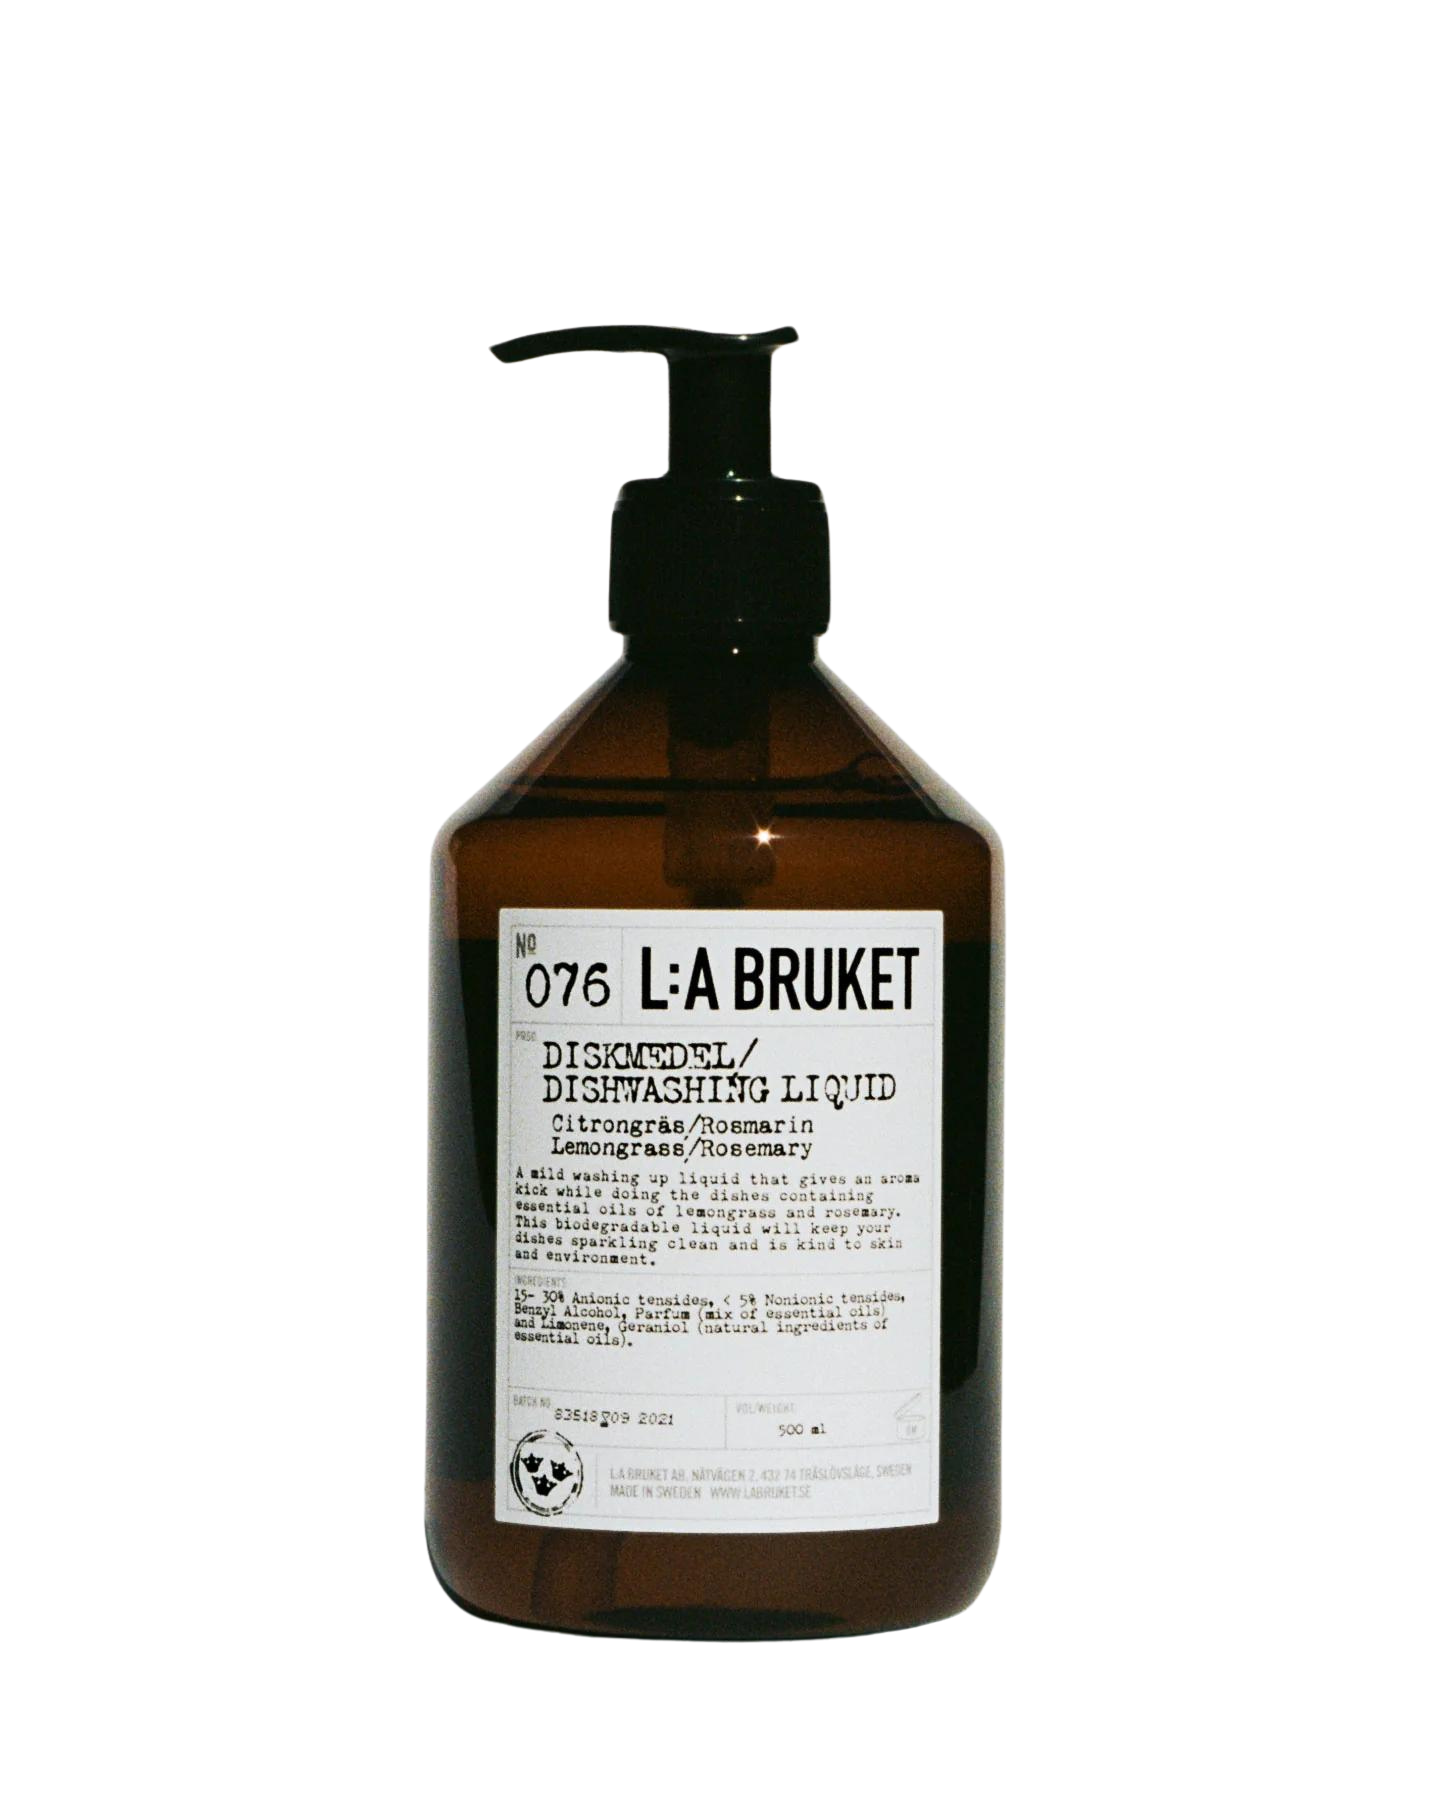 Nº
076
L:A BRUKET
PROD.
DISKMEDEL/
DISHWASHING LIQUID
Citrongräs/Rosmarin
Lemongrass/Rosemary
A mild washing up liquid that gives an aroma
kick while doing the dishes containing
essential oils of lemongrass and rosemary.
This biodegradable liquid will keep your
dishes sparkling clean and is kind to skin
and environment.
INGREDIENTS
15- 30% Anionic tensides, < 5% Nonionic tensides,
Benzyl Alcohol, Parfum (mix of essential oils)
and Limonene, Geraniol (natural ingredients of
essential oils).
BATCH NO.
2021
VOL/WEIGHT
500 ml
L:A BRUKET AB, NÄTVÄGEN 2, 432 74 TRÄSLÖVSLÄGE, SWEDEN
MADE IN SWEDEN WWW.LABRUKET.SE